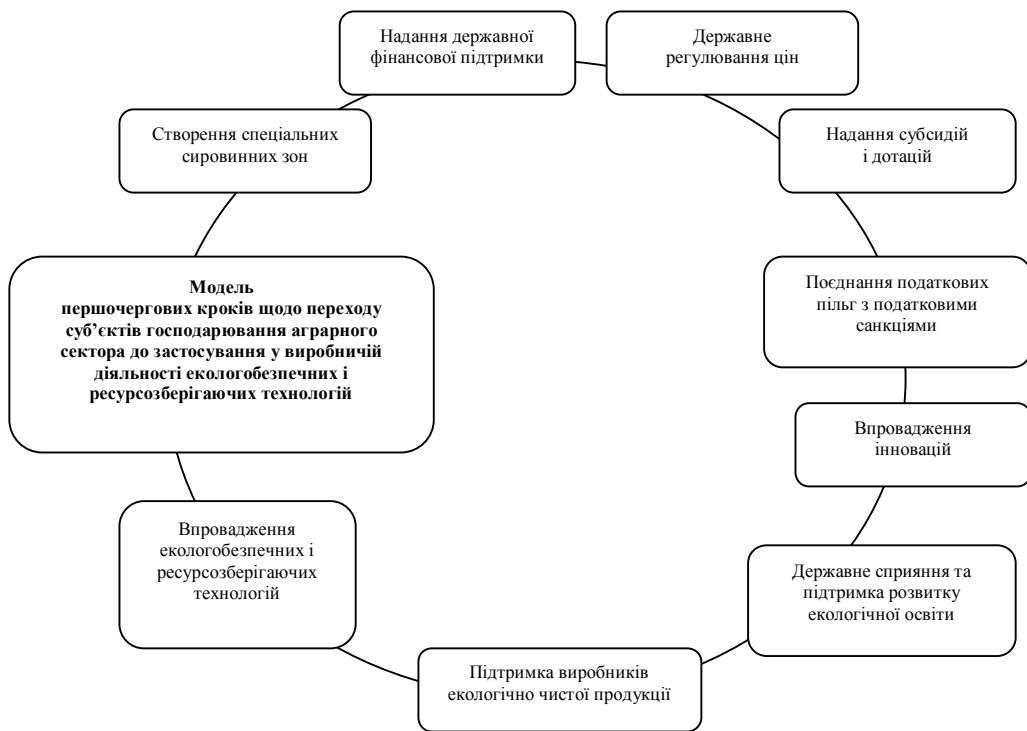 Надання державної
фінансової підтримки
Державне
регулювання цін
Створення спеціальних
сировинних зон
Надання субсидій
і дотацій
Модель
першочергових кроків щодо переходу
суб’єктів господарювання аграрного
сектора до застосування у виробничій
діяльності екологобезпечних і
ресурсозберігаючих технологій
Поєднання податкових
пільг з податковими
санкціями
Впровадження
інновацій
Впровадження
екологобезпечних і
ресурсозберігаючих
технологій
Державне сприяння та
підтримка розвитку
екологічної освіти
Підтримка виробників
екологічно чистої продукції